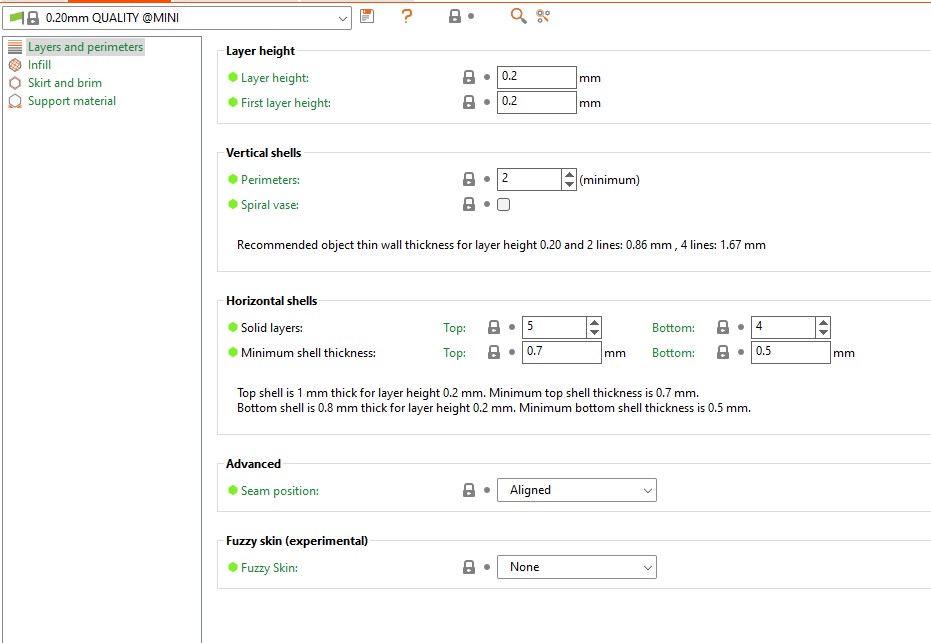 0.20mm QUALITY @MINI
?
Layers and perimeters
Infill
Skirt and brim
Support material
Layer height
Layer height: 0.2 mm
First layer height: 0.2 mm
Vertical shells
Perimeters: 2 (minimum)
Spiral vase:
Recommended object thin wall thickness for layer height 0.20 and 2 lines: 0.86 mm , 4 lines: 1.67 mm
Horizontal shells
Solid layers: Top: 5 Bottom: 4
Minimum shell thickness: Top: 0.7 mm Bottom: 0.5 mm
Top shell is 1 mm thick for layer height 0.2 mm. Minimum top shell thickness is 0.7 mm.
Bottom shell is 0.8 mm thick for layer height 0.2 mm. Minimum bottom shell thickness is 0.5 mm.
Advanced
Seam position: Aligned
Fuzzy skin (experimental)
Fuzzy Skin: None